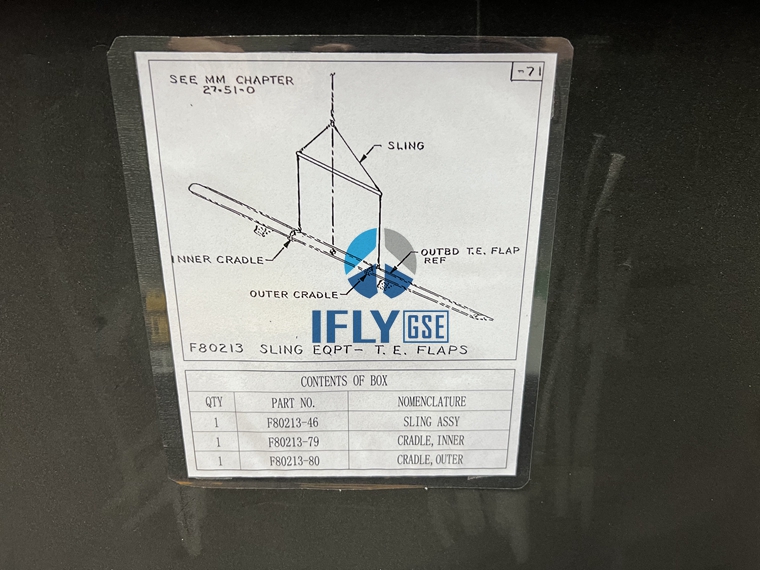 -71
SEE MM CHAPTER
27-51-0
SLING
INNER CRADLE
OUTBD T.E. FLAP
REF
OUTER CRADLE
IFLY GSE
F80213 SLING EQPT- T.E. FLAPS
CONTENTS OF BOX
QTY PART NO. NOMENCLATURE
1 F80213-46 SLING ASSY
1 F80213-79 CRADLE, INNER
1 F80213-80 CRADLE, OUTER